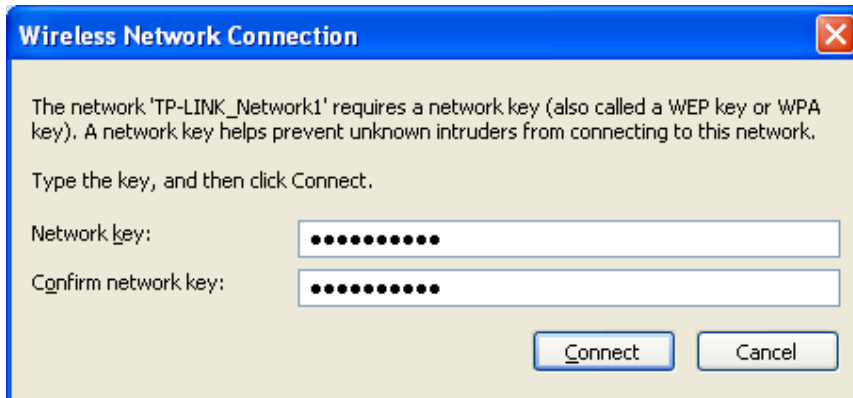 Wireless Network Connection
The network 'TP-LINK_Network1' requires a network key (also called a WEP key or WPA
key). A network key helps prevent unknown intruders from connecting to this network.
Type the key, and then click Connect.
Network key: ●●●●●●●●●●
Confirm network key: ●●●●●●●●●●
Connect Cancel